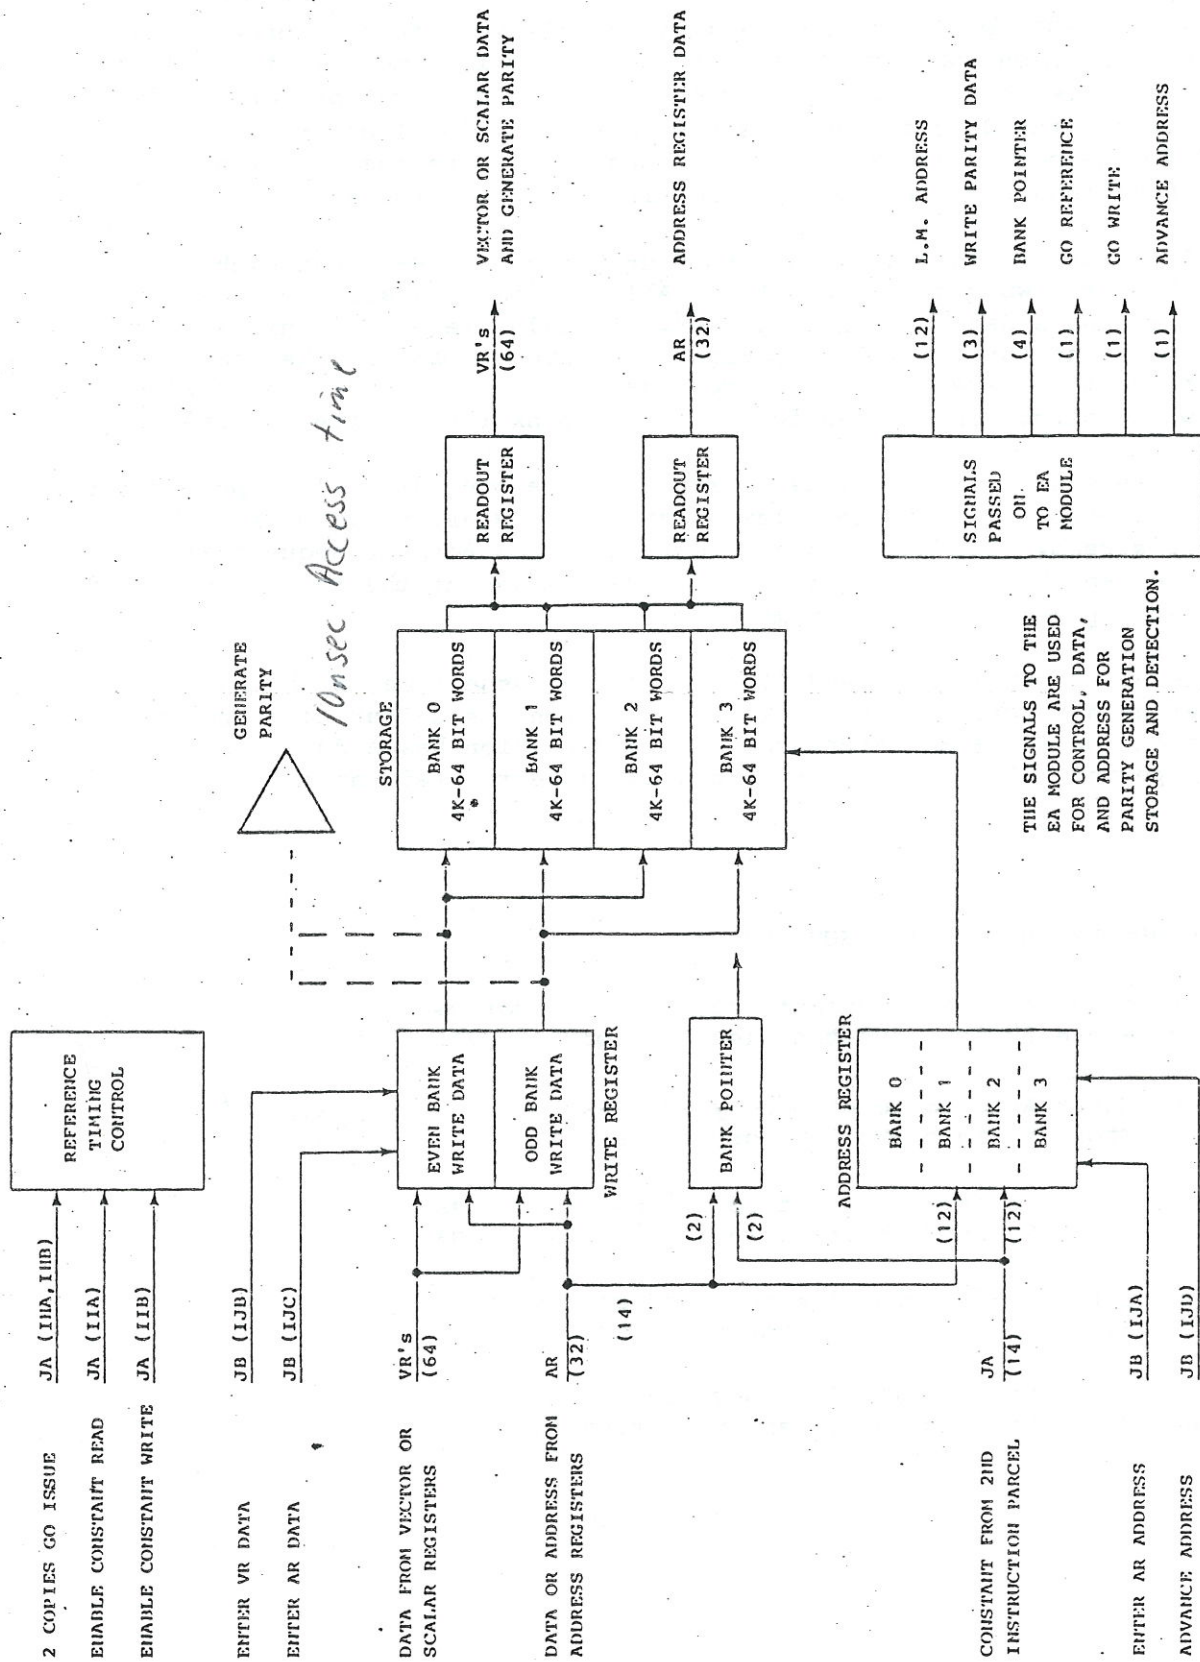 2 COPIES GO ISSUE
JA (IHA,IHB)
ENABLE CONSTANT READ
JA (IIA)
ENABLE CONSTANT WRITE
JA (IIB)
REFERENCE
TIMING
CONTROL
ENTER VR DATA
JB (IJB)
ENTER AR DATA
JB (IJC)
DATA FROM VECTOR OR
SCALAR REGISTERS
VR's
(64)
DATA OR ADDRESS FROM
ADDRESS REGISTERS
AR
(32)
(14)
EVEN BANK
WRITE DATA
ODD BANK
WRITE DATA
WRITE REGISTER
(2)
(2)
BANK POINTER
CONSTANT FROM 2ND
INSTRUCTION PARCEL
JA
(14)
(12)
(12)
ADDRESS REGISTER
BANK 0
BANK 1
BANK 2
BANK 3
ENTER AR ADDRESS
JB (IJA)
ADVANCE ADDRESS
JB (IJD)
GENERATE
PARITY
10nsec Access time
STORAGE
BANK 0
4K-64 BIT WORDS
BANK 1
4K-64 BIT WORDS
BANK 2
4K-64 BIT WORDS
BANK 3
4K-64 BIT WORDS
READOUT
REGISTER
VR's
(64)
VECTOR OR SCALAR DATA
AND GENERATE PARITY
READOUT
REGISTER
AR
(32)
ADDRESS REGISTER DATA
THE SIGNALS TO THE
EA MODULE ARE USED
FOR CONTROL, DATA,
AND ADDRESS FOR
PARITY GENERATION
STORAGE AND DETECTION.
SIGNALS
PASSED
ON
TO EA
MODULE
(12)
L.M. ADDRESS
(3)
WRITE PARITY DATA
(4)
BANK POINTER
(1)
GO REFERENCE
(1)
GO WRITE
(1)
ADVANCE ADDRESS